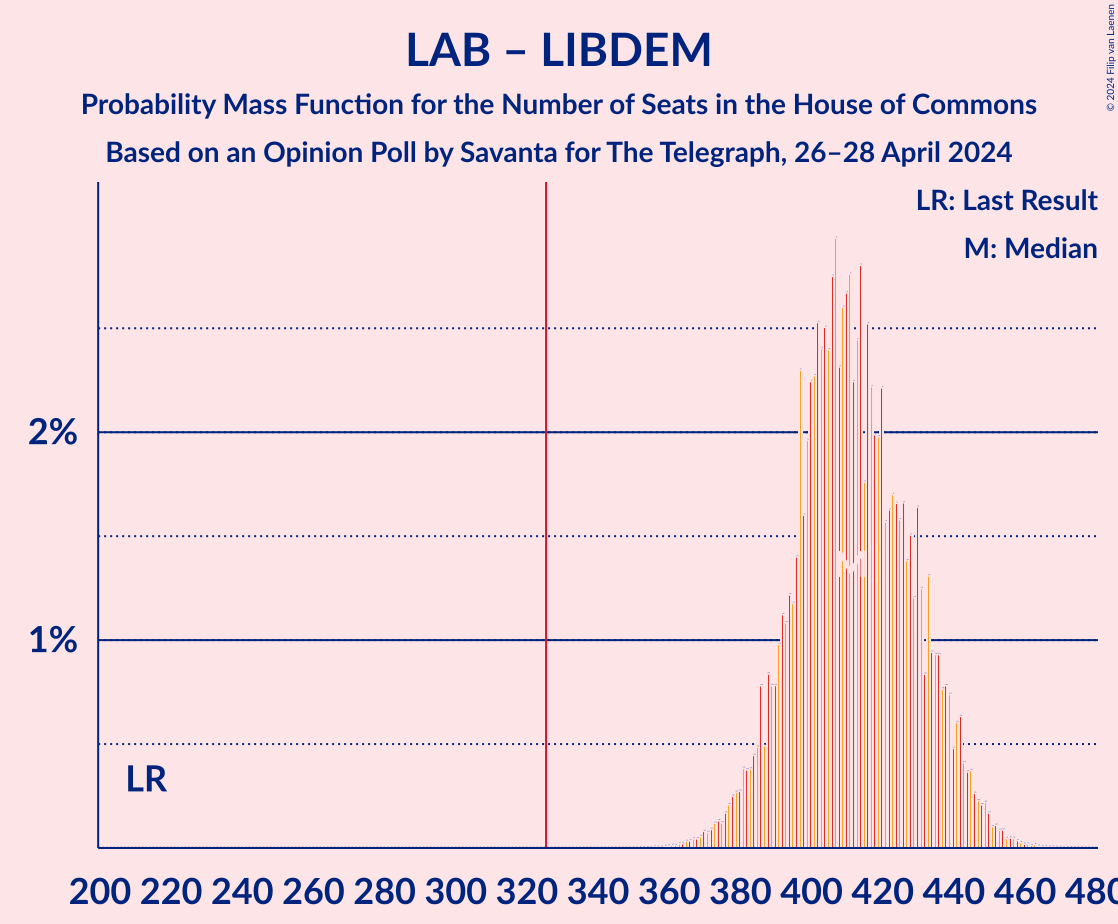 LAB – LIBDEM
Probability Mass Function for the Number of Seats in the House of Commons
Based on an Opinion Poll by Savanta for The Telegraph, 26–28 April 2024
© 2024 Filip van Laenen
LR: Last Result
M: Median
2%
1%
M
LR
200 220 240 260 280 300 320 340 360 380 400 420 440 460 480